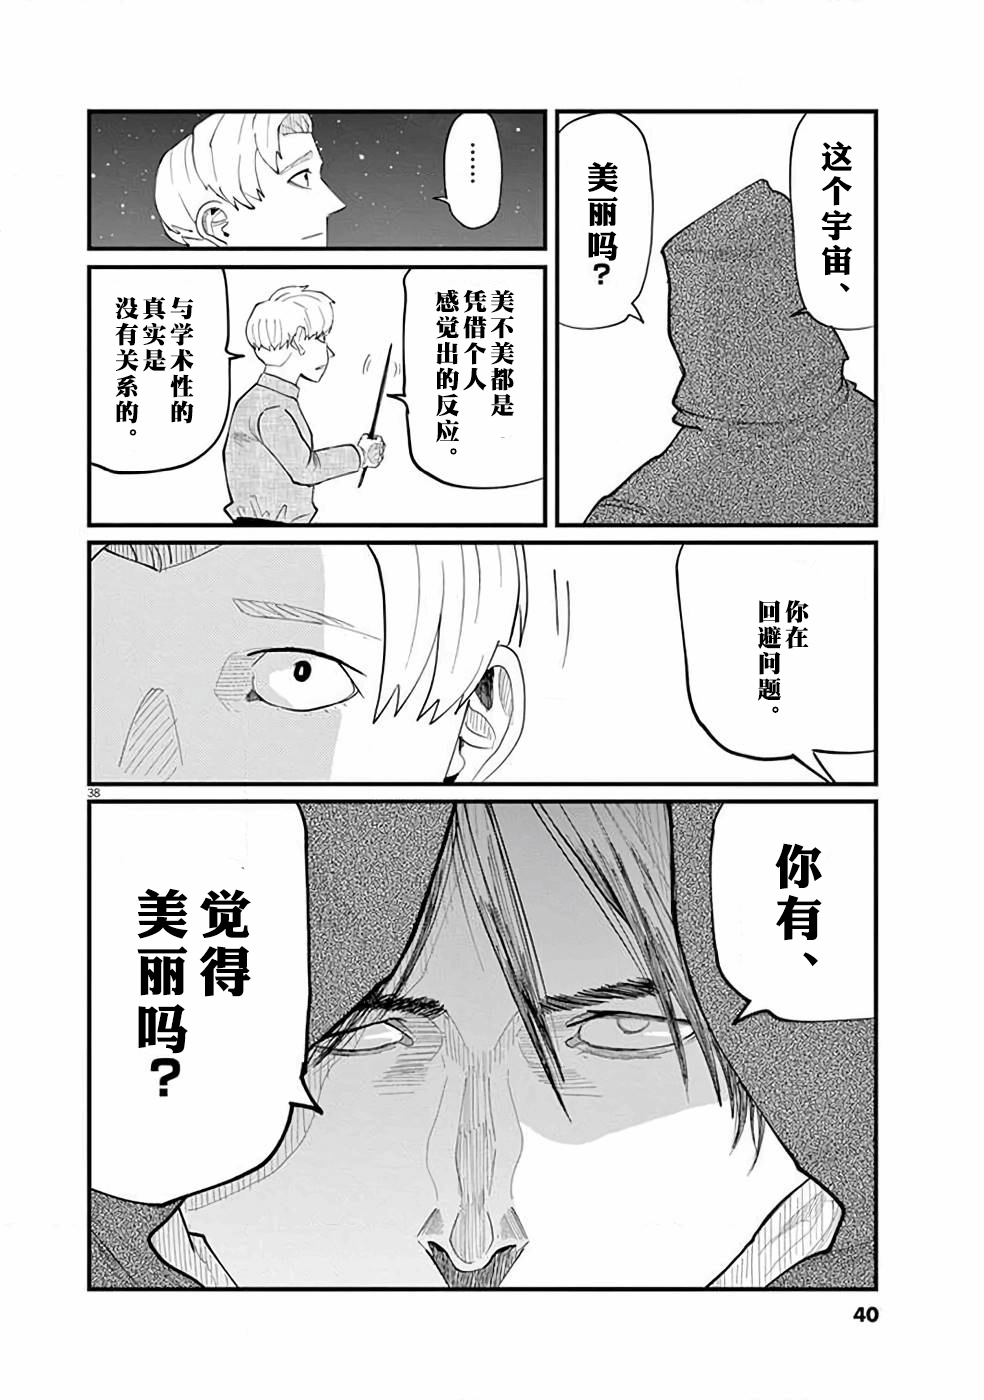 这个宇宙、
美丽吗？
……
美不美都是
凭借个人
感觉出的反应。
与学术性的
真实是
没有关系的。
你在
回避问题。
38
你有、
觉得
美丽吗？
40